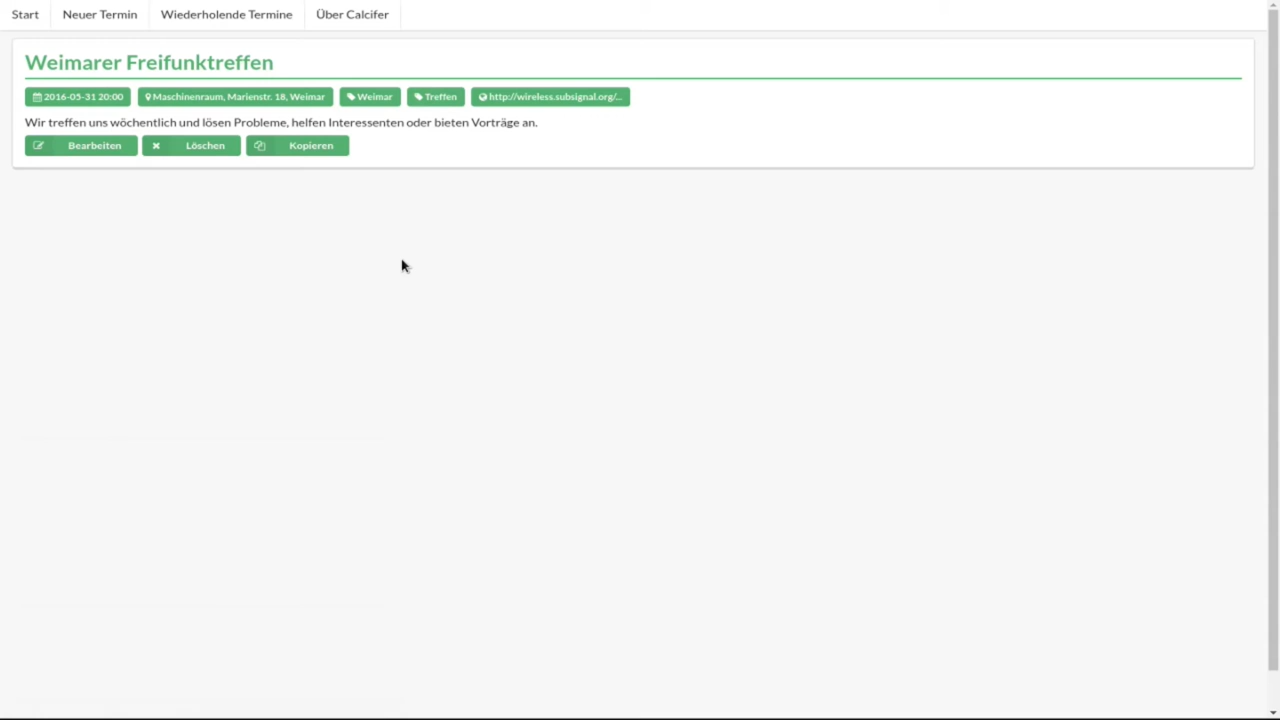 Start Neuer Termin Wiederholende Termine Über Calcifer
Weimarer Freifunktreffen
2016-05-31 20:00 Maschinenraum, Marienstr. 18, Weimar Weimar Treffen http://wireless.subsignal.org/...
Wir treffen uns wöchentlich und lösen Probleme, helfen Interessenten oder bieten Vorträge an.
Bearbeiten Löschen Kopieren